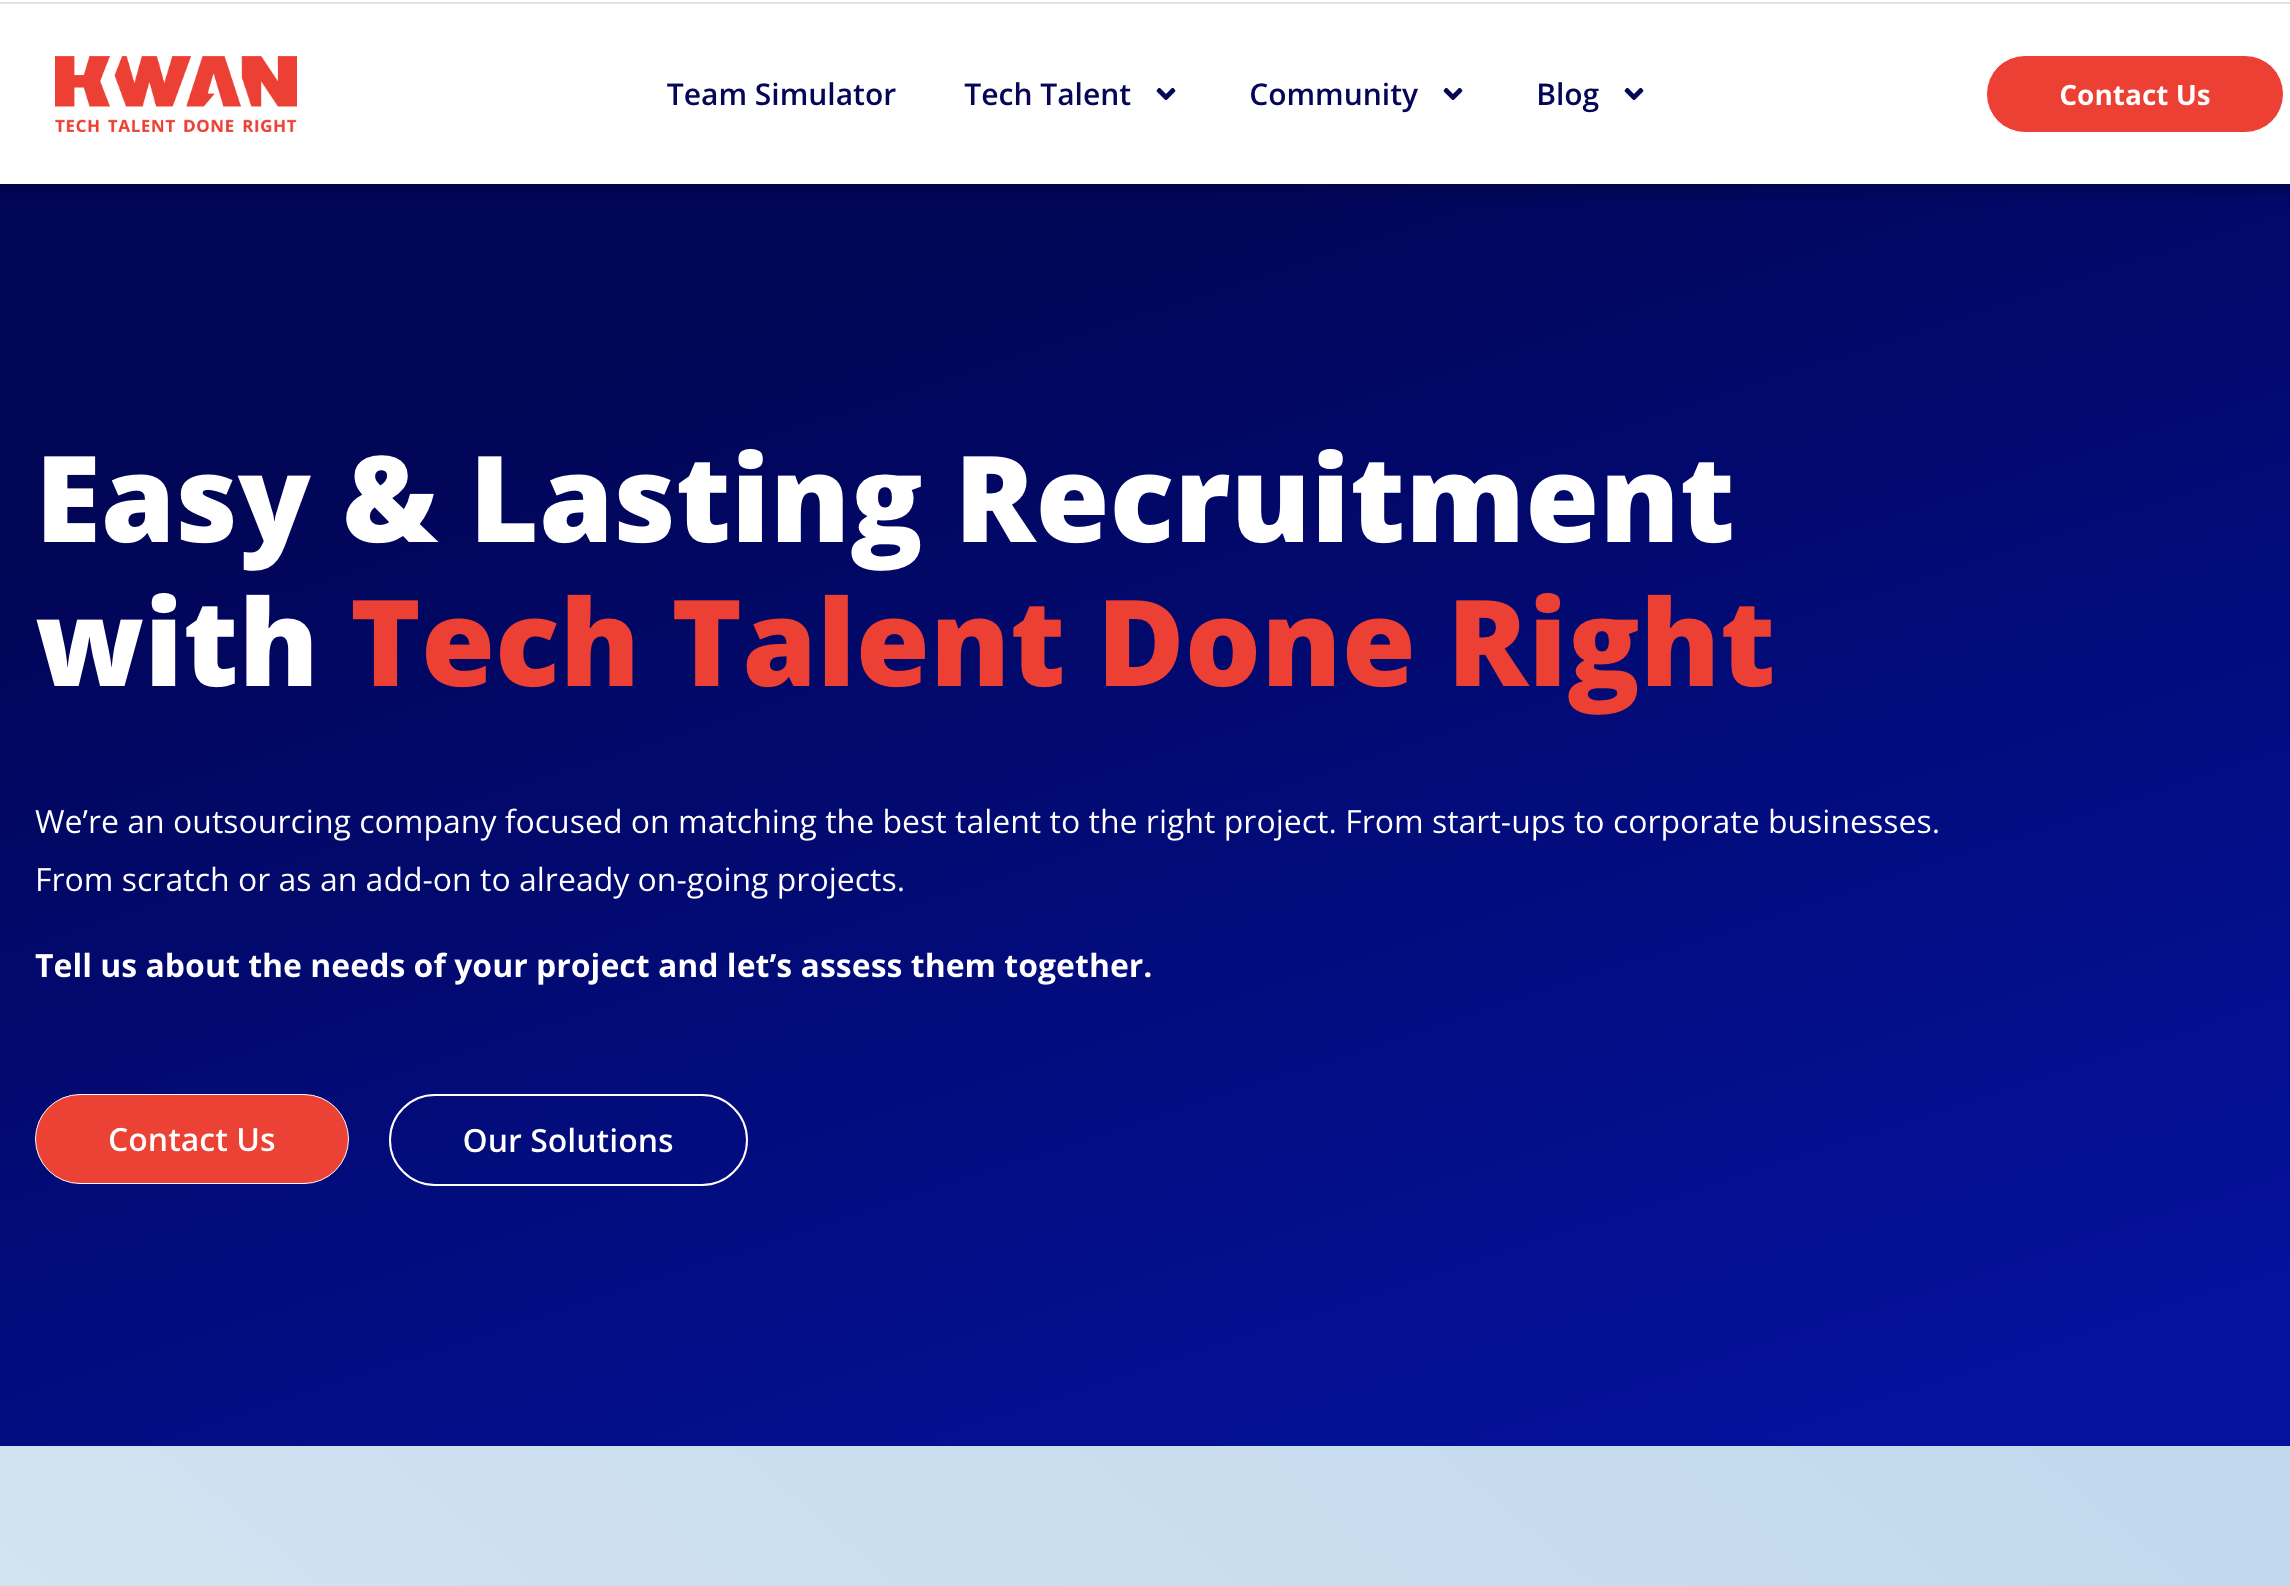 KWAN
TECH TALENT DONE RIGHT
Team Simulator
Tech Talent
Community
Blog
Contact Us
Easy & Lasting Recruitment
with Tech Talent Done Right
We’re an outsourcing company focused on matching the best talent to the right project. From start-ups to corporate businesses.
From scratch or as an add-on to already on-going projects.
Tell us about the needs of your project and let’s assess them together.
Contact Us
Our Solutions